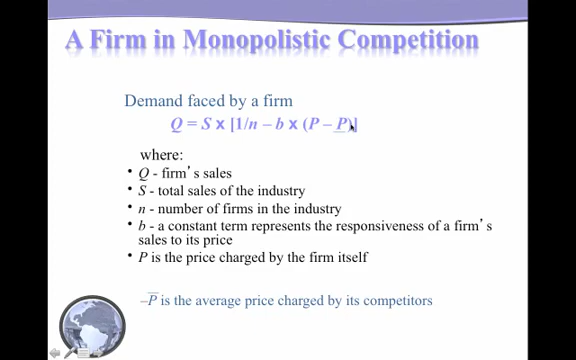 A Firm in Monopolistic Competition
Demand faced by a firm
Q = S x [1/n – b x (P – P)]
where:
• Q - firm's sales
• S - total sales of the industry
• n - number of firms in the industry
• b - a constant term represents the responsiveness of a firm's
sales to its price
• P is the price charged by the firm itself
–P̅ is the average price charged by its competitors